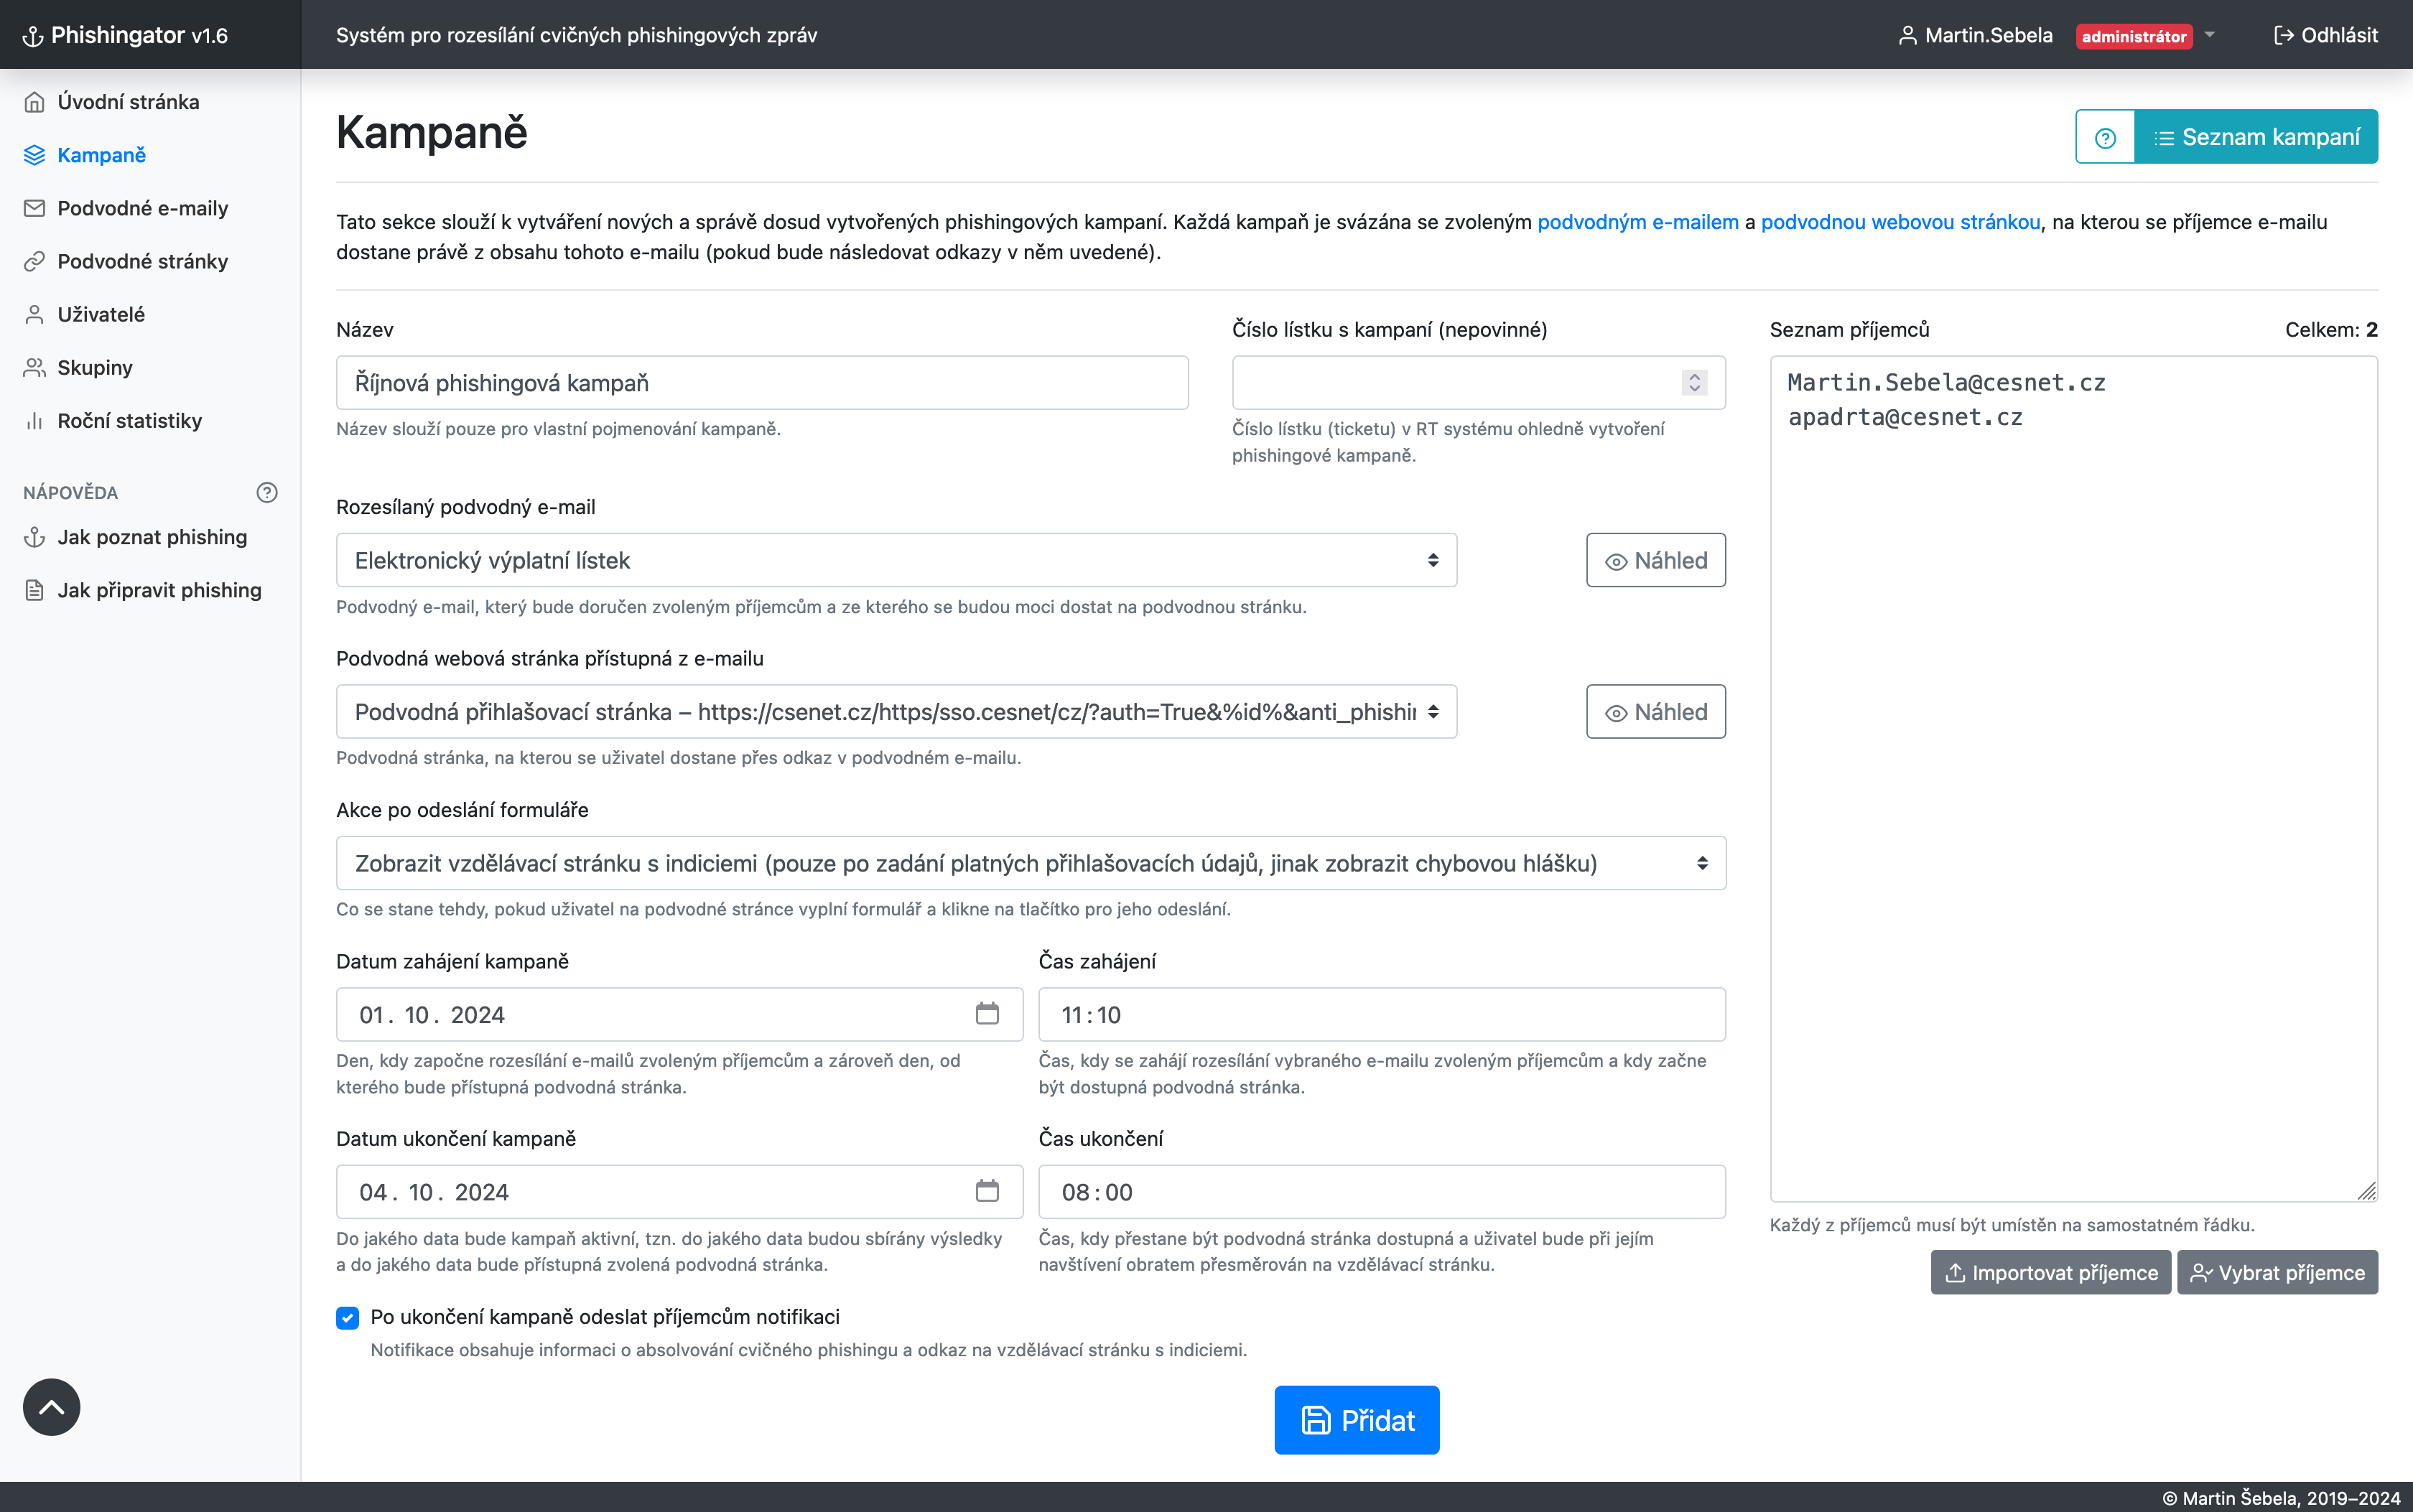 Phishingator v1.6
Systém pro rozesílání cvičných phishingových zpráv
Martin.Sebela administrátor
Odhlásit
Úvodní stránka
Kampaně
Podvodné e-maily
Podvodné stránky
Uživatelé
Skupiny
Roční statistiky
NÁPOVĚDA
Jak poznat phishing
Jak připravit phishing
Kampaně
Seznam kampaní
Tato sekce slouží k vytváření nových a správě dosud vytvořených phishingových kampaní. Každá kampaň je svázána se zvoleným podvodným e-mailem a podvodnou webovou stránkou, na kterou se příjemce e-mailu
dostane právě z obsahu tohoto e-mailu (pokud bude následovat odkazy v něm uvedené).
Název
Říjnová phishingová kampaň
Název slouží pouze pro vlastní pojmenování kampaně.
Číslo lístku s kampaní (nepovinné)
Číslo lístku (ticketu) v RT systému ohledně vytvoření
phishingové kampaně.
Rozesílaný podvodný e-mail
Elektronický výplatní lístek
Náhled
Podvodný e-mail, který bude doručen zvoleným příjemcům a ze kterého se budou moci dostat na podvodnou stránku.
Podvodná webová stránka přístupná z e-mailu
Podvodná přihlašovací stránka – https://csenet.cz/https/sso.cesnet/cz/?auth=True&%id%&anti_phishin
Náhled
Podvodná stránka, na kterou se uživatel dostane přes odkaz v podvodném e-mailu.
Akce po odeslání formuláře
Zobrazit vzdělávací stránku s indiciemi (pouze po zadání platných přihlašovacích údajů, jinak zobrazit chybovou hlášku)
Co se stane tehdy, pokud uživatel na podvodné stránce vyplní formulář a klikne na tlačítko pro jeho odeslání.
Datum zahájení kampaně
01. 10. 2024
Den, kdy započne rozesílání e-mailů zvoleným příjemcům a zároveň den, od
kterého bude přístupná podvodná stránka.
Čas zahájení
11:10
Čas, kdy se zahájí rozesílání vybraného e-mailu zvoleným příjemcům a kdy začne
být dostupná podvodná stránka.
Datum ukončení kampaně
04. 10. 2024
Do jakého data bude kampaň aktivní, tzn. do jakého data budou sbírány výsledky
a do jakého data bude přístupná zvolená podvodná stránka.
Čas ukončení
08:00
Čas, kdy přestane být podvodná stránka dostupná a uživatel bude při jejím
navštívení obratem přesměrován na vzdělávací stránku.
Po ukončení kampaně odeslat příjemcům notifikaci
Notifikace obsahuje informaci o absolvování cvičného phishingu a odkaz na vzdělávací stránku s indiciemi.
Seznam příjemců
Celkem: 2
Martin.Sebela@cesnet.cz
apadrta@cesnet.cz
Každý z příjemců musí být umístěn na samostatném řádku.
Importovat příjemce
Vybrat příjemce
Přidat
© Martin Šebela, 2019–2024